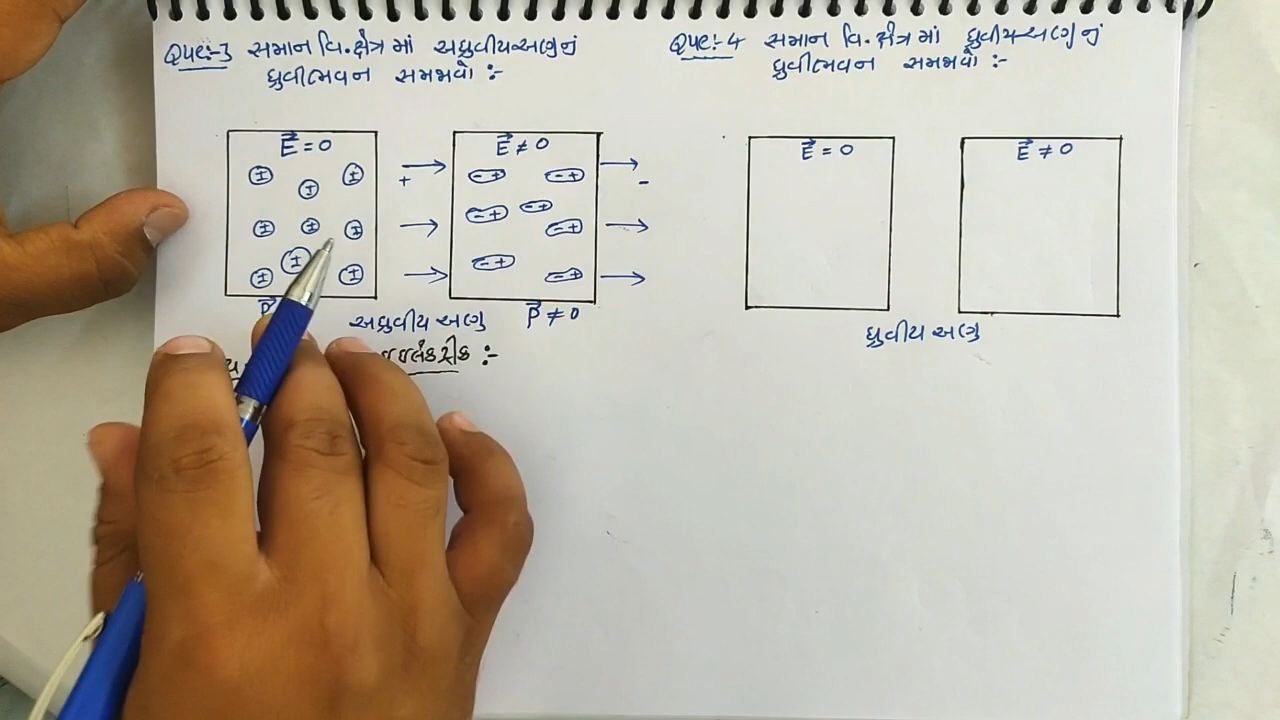 Que:-3 સમાન વિ.ક્ષેત્ર માં અધ્રુવીય અણુનું
ધ્રુવીભવન સમજાવો :-
E⃗ = 0
+
E⃗ ≠ 0
-
P⃗
અધ્રુવીય અણુ
P⃗ ≠ 0
Que:-4 સમાન વિ.ક્ષેત્ર માં ધ્રુવીય અણુનું
ધ્રુવીભવન સમજાવો :-
E⃗ = 0
E⃗ ≠ 0
ધ્રુવીય અણુ